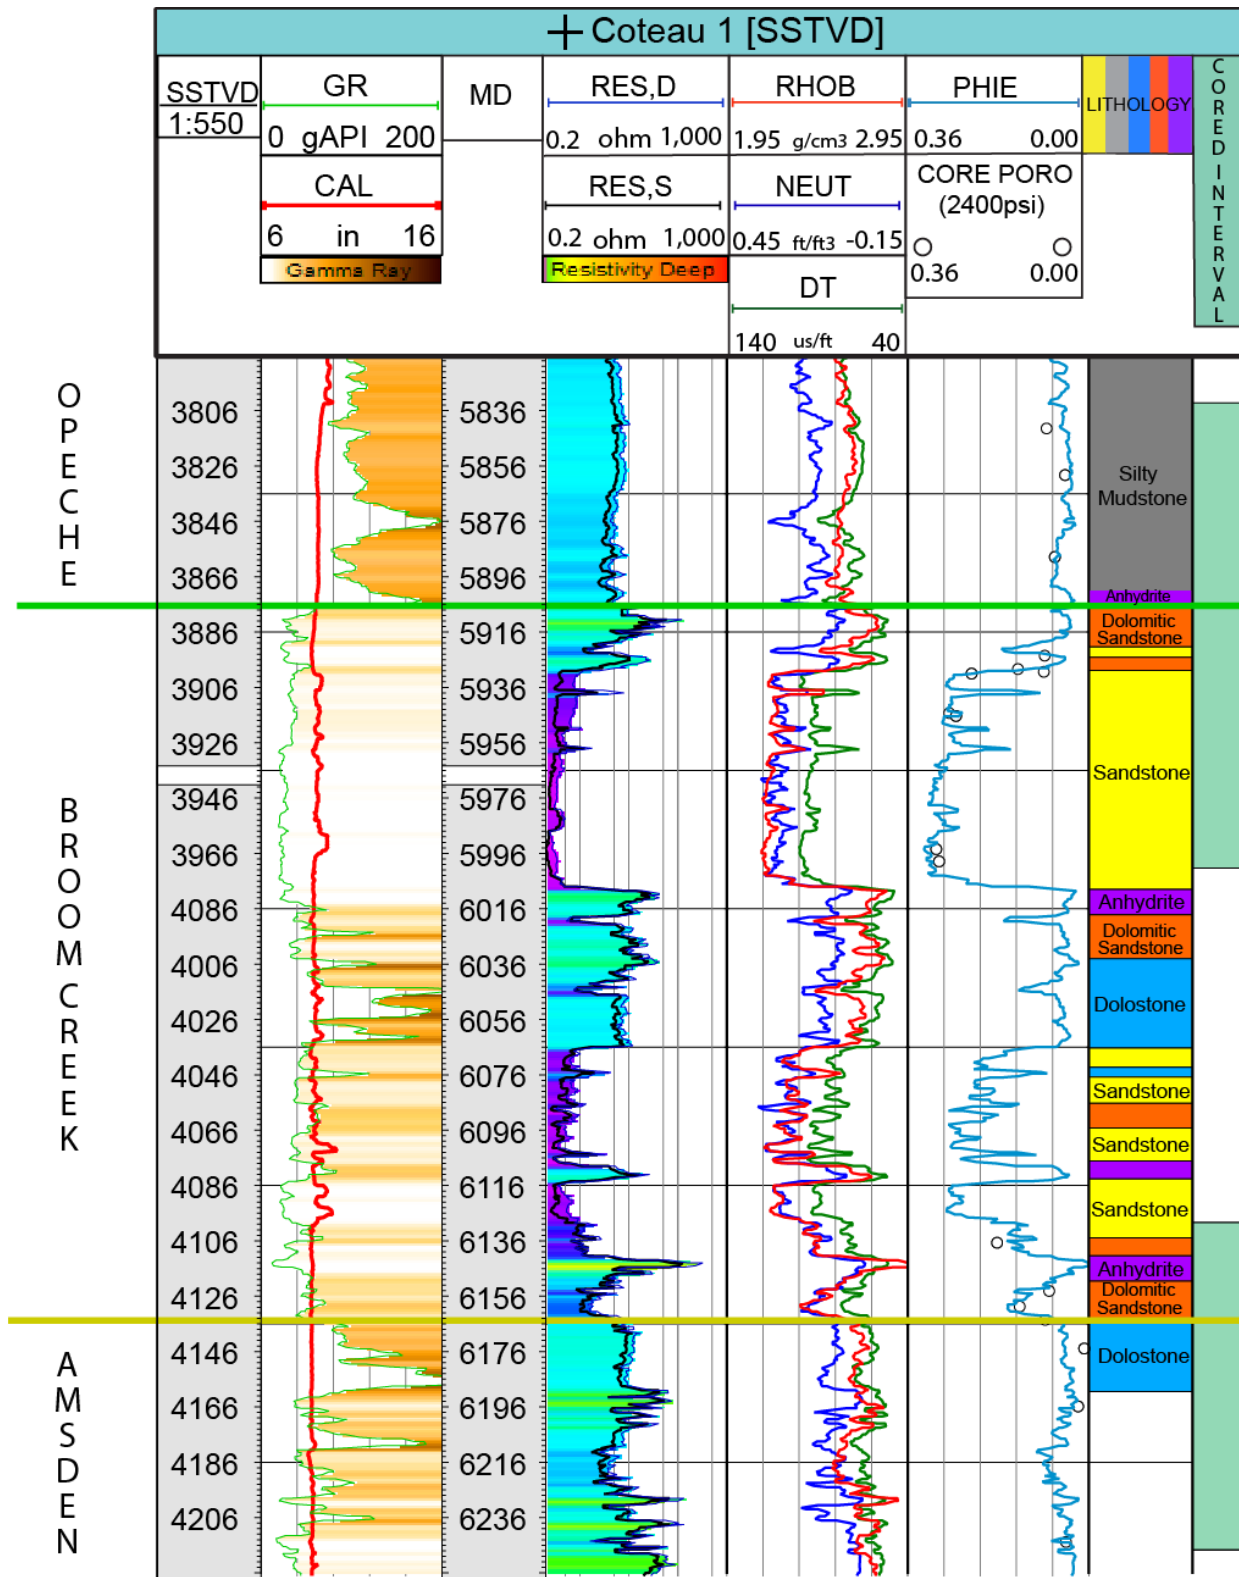 Coteau 1 [SSTVD]
SSTVD
1:550
GR
0 gAPI 200
CAL
6 in 16
Gamma Ray
MD
RES,D
0.2 ohm 1,000
RES,S
0.2 ohm 1,000
Resistivity Deep
RHOB
1.95 g/cm3 2.95
NEUT
0.45 ft/ft3 -0.15
DT
140 us/ft 40
PHIE
0.36 0.00
CORE PORO
(2400psi)
0.36 0.00
LITHOLOGY
CORED INTERVAL
OPECHE
BROOM CREEK
AMSDEN
3806 5836
3826 5856
3846 5876
3866 5896
3886 5916
3906 5936
3926 5956
3946 5976
3966 5996
4086 6016
4006 6036
4026 6056
4046 6076
4066 6096
4086 6116
4106 6136
4126 6156
4146 6176
4166 6196
4186 6216
4206 6236
Silty
Mudstone
Anhydrite
Dolomitic
Sandstone
Sandstone
Anhydrite
Dolomitic
Sandstone
Dolostone
Sandstone
Sandstone
Sandstone
Anhydrite
Dolomitic
Sandstone
Dolostone